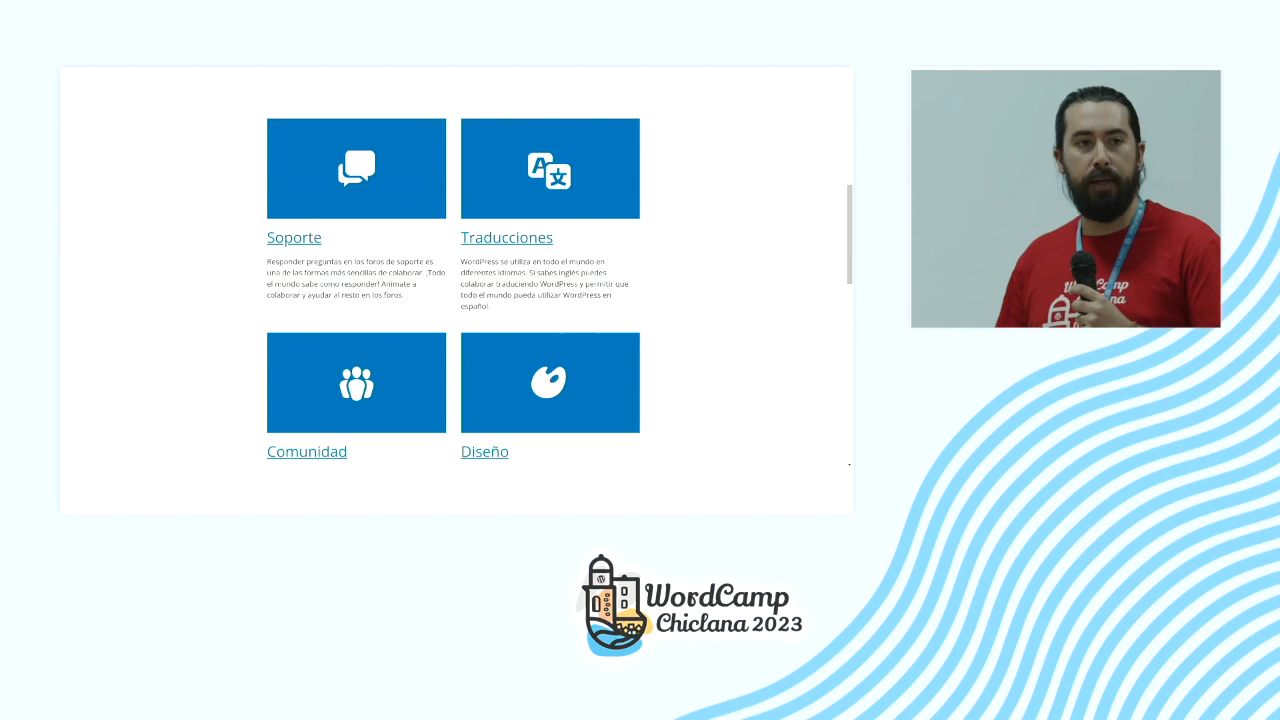 Soporte
Responder preguntas en los foros de soporte es
una de las formas más sencillas de colaborar. ¡Todo
el mundo sabe como responder! Anímate a
colaborar y ayudar al resto en los foros.
Traducciones
WordPress se utiliza en todo el mundo en
diferentes idiomas. Si sabes inglés puedes
colaborar traduciendo WordPress y permitir que
todo el mundo pueda utilizar WordPress en
español.
Comunidad
Diseño
WordCamp
Chiclana 2023